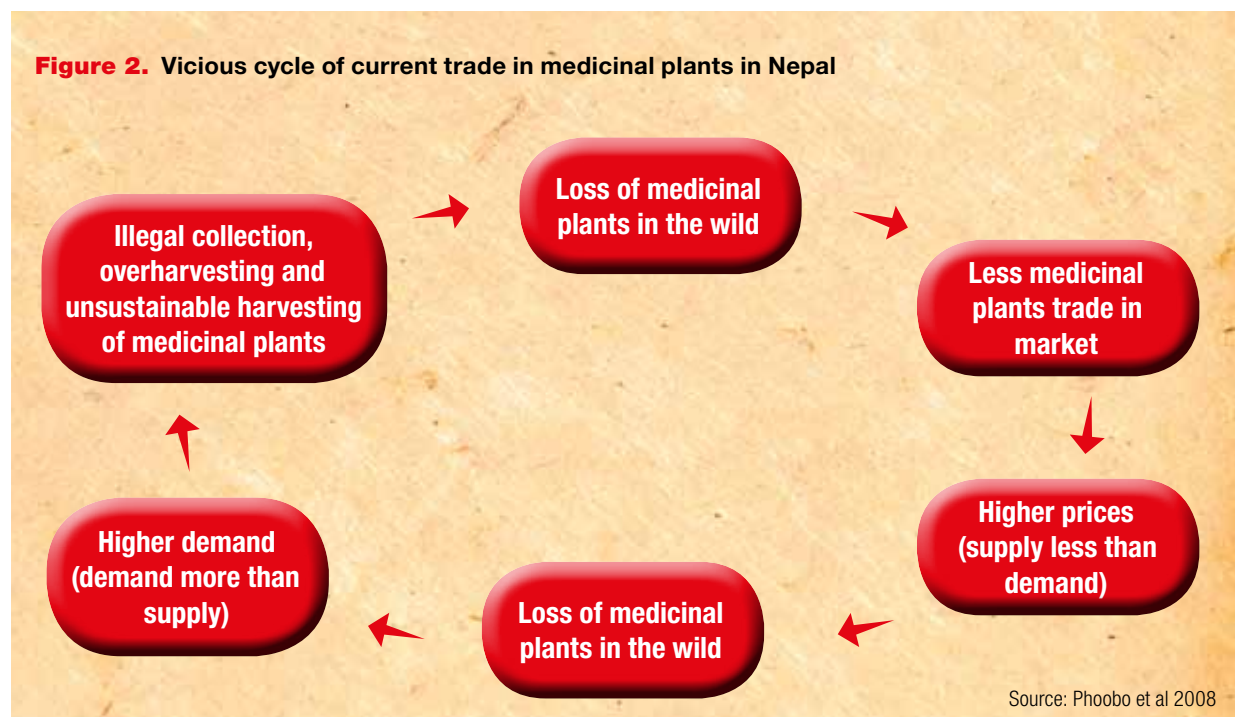 Figure 2. Vicious cycle of current trade in medicinal plants in Nepal
Loss of medicinal
plants in the wild
Illegal collection,
overharvesting and
unsustainable harvesting
of medicinal plants
Less medicinal
plants trade in
market
Higher prices
(supply less than
demand)
Higher demand
(demand more than
supply)
Loss of medicinal
plants in the wild
Source: Phoobo et al 2008